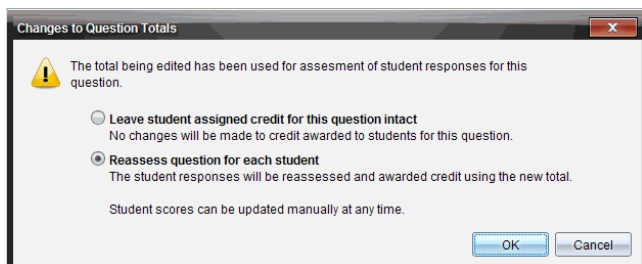 Changes to Question Totals
The total being edited has been used for assesment of student responses for this
question.
Leave student assigned credit for this question intact
No changes will be made to credit awarded to students for this question.
Reassess question for each student
The student responses will be reassessed and awarded credit using the new total.
Student scores can be updated manually at any time.
OK Cancel